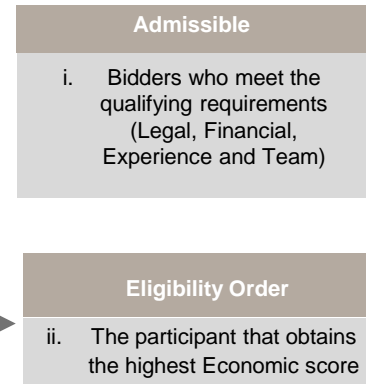 Admissible
i. Bidders who meet the
qualifying requirements
(Legal, Financial,
Experience and Team)
Eligibility Order
ii. The participant that obtains
the highest Economic score